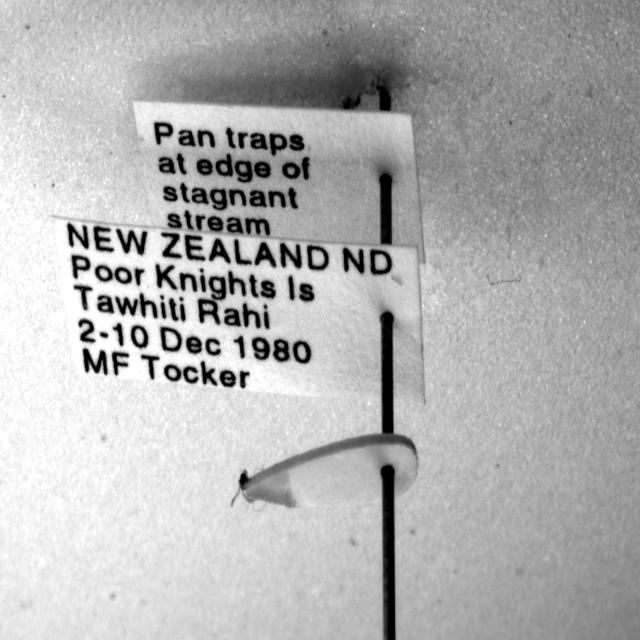 Pan traps
at edge of
stagnant
stream
NEW ZEALAND ND
Poor Knights Is
Tawhiti Rahi
2-10 Dec 1980
MF Tocker